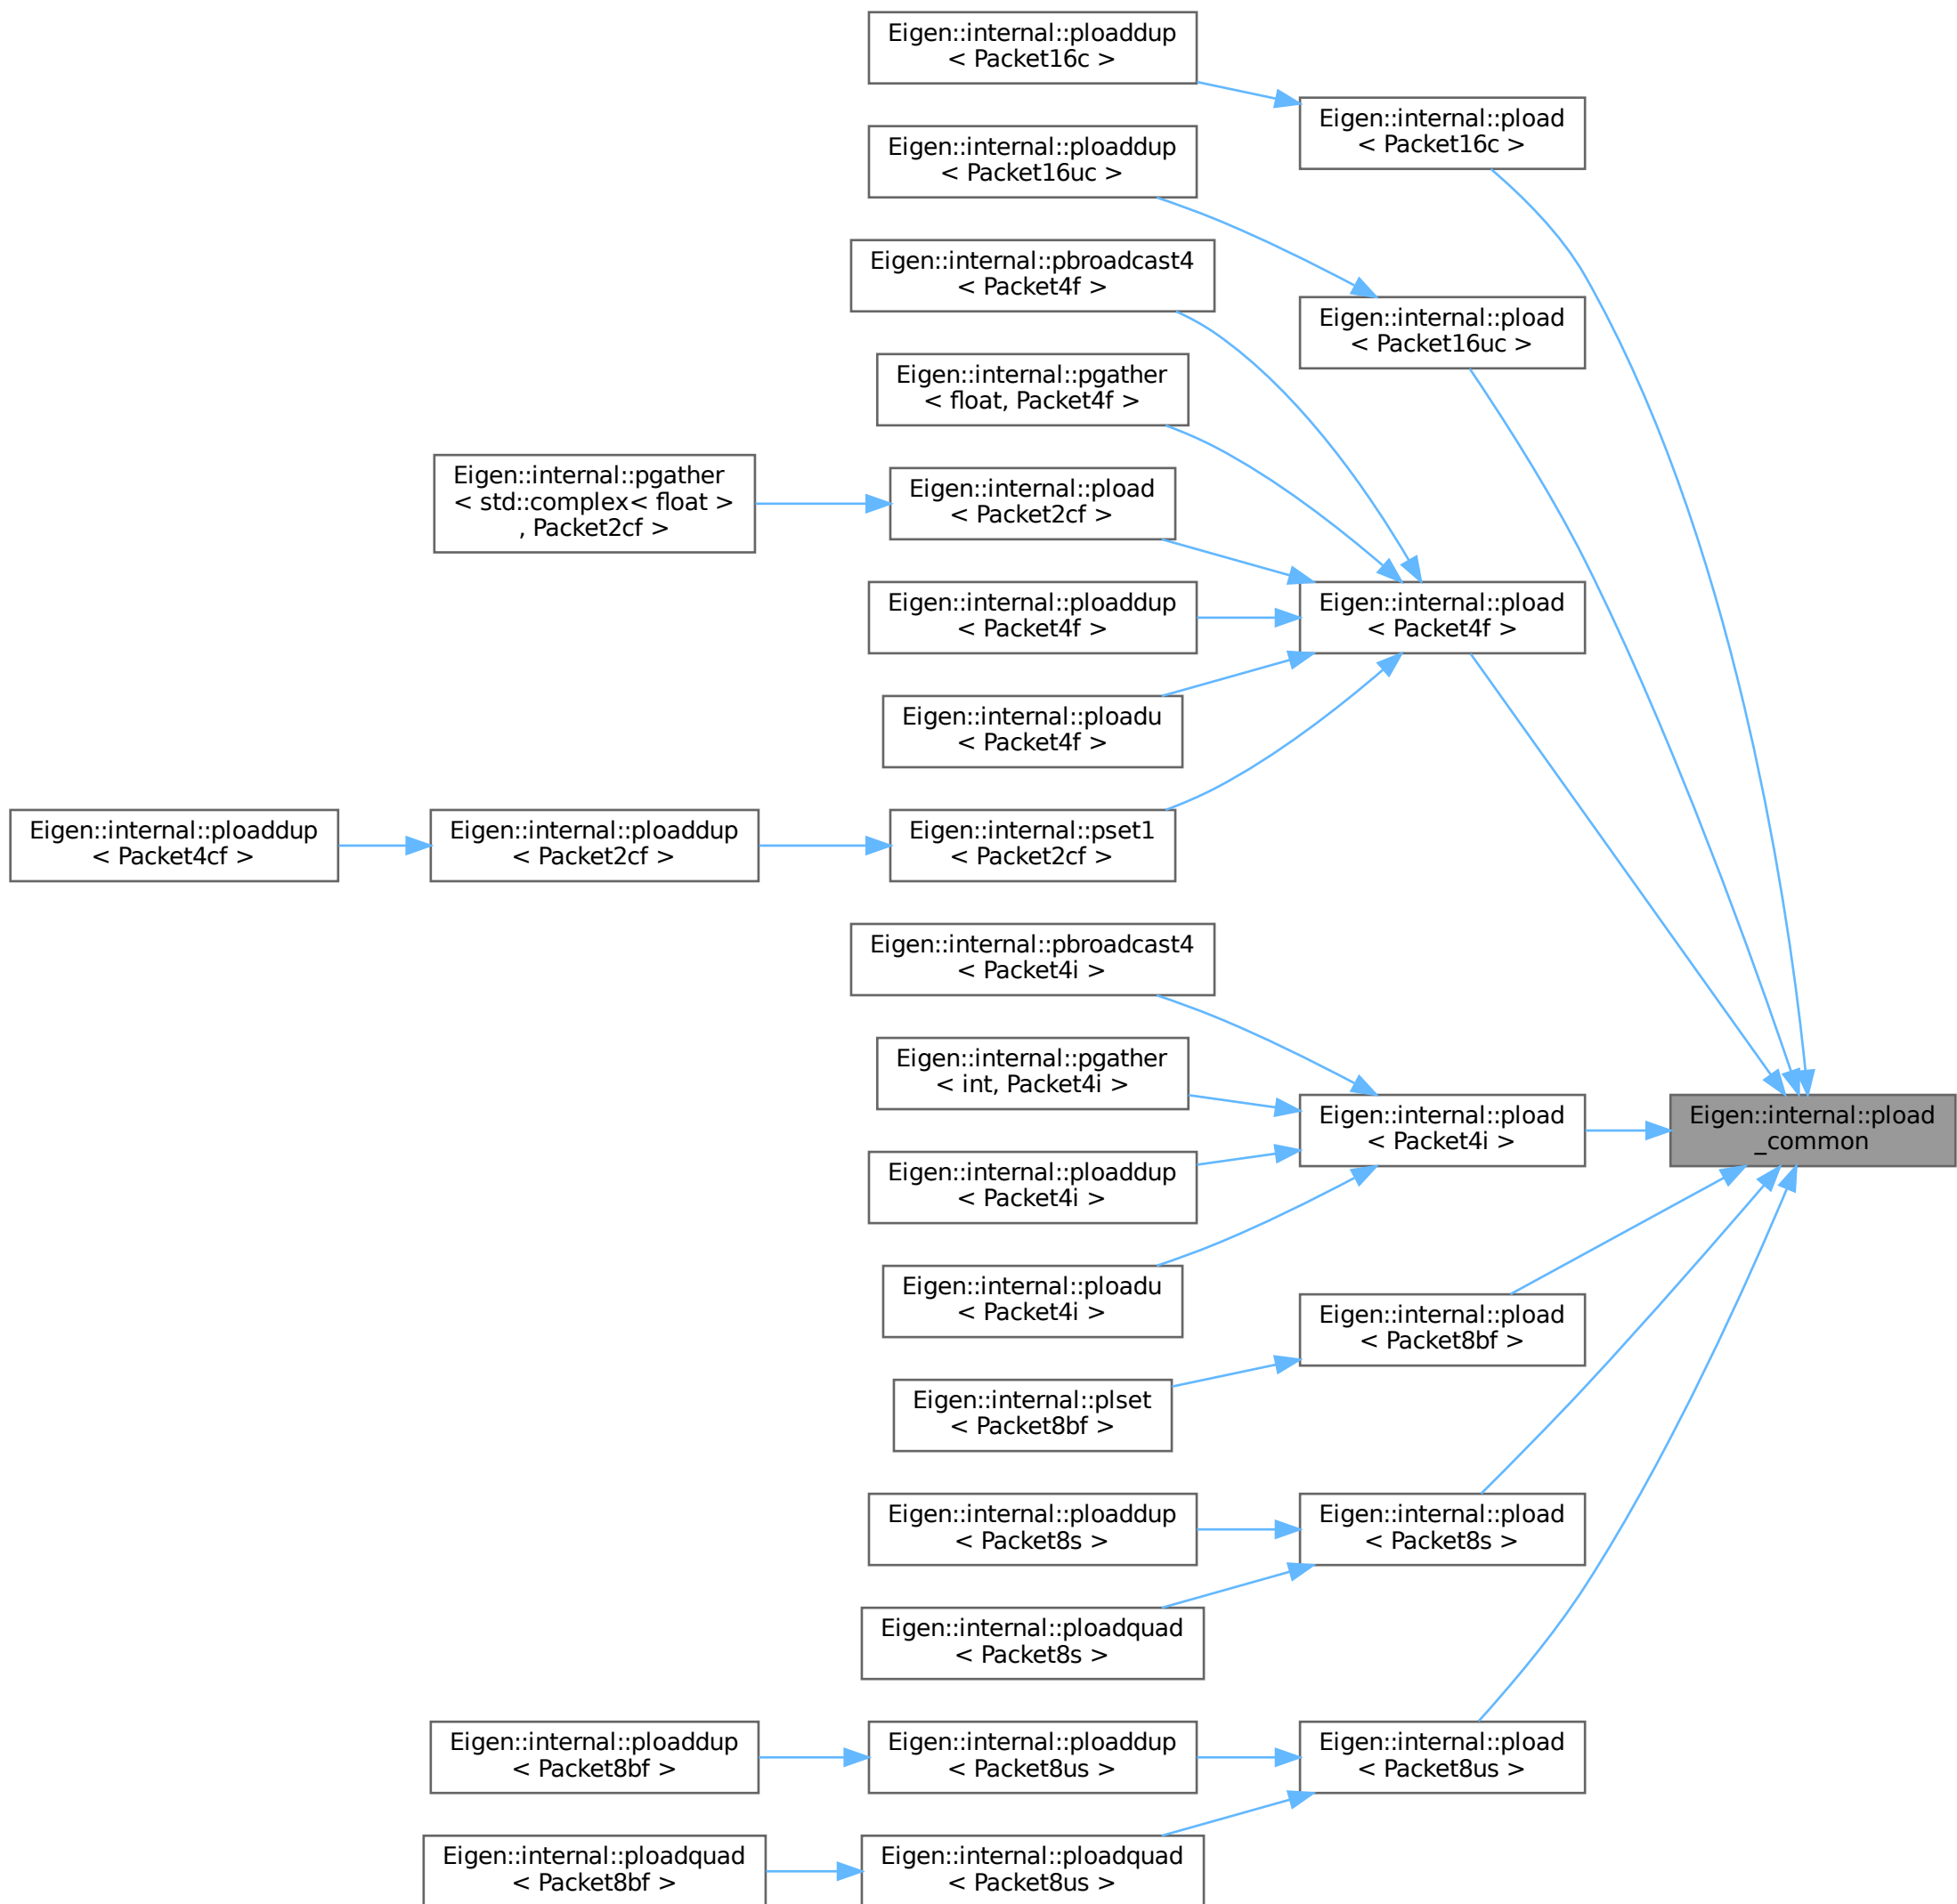 Eigen::internal::ploaddup
< Packet16c >
Eigen::internal::pload
< Packet16c >
Eigen::internal::ploaddup
< Packet16uc >
Eigen::internal::pbroadcast4
< Packet4f >
Eigen::internal::pload
< Packet16uc >
Eigen::internal::pgather
< float, Packet4f >
Eigen::internal::pgather
< std::complex< float >
, Packet2cf >
Eigen::internal::pload
< Packet2cf >
Eigen::internal::ploaddup
< Packet4f >
Eigen::internal::pload
< Packet4f >
Eigen::internal::ploadu
< Packet4f >
Eigen::internal::ploaddup
< Packet4cf >
Eigen::internal::ploaddup
< Packet2cf >
Eigen::internal::pset1
< Packet2cf >
Eigen::internal::pbroadcast4
< Packet4i >
Eigen::internal::pgather
< int, Packet4i >
Eigen::internal::pload
< Packet4i >
Eigen::internal::pload
_common
Eigen::internal::ploaddup
< Packet4i >
Eigen::internal::ploadu
< Packet4i >
Eigen::internal::pload
< Packet8bf >
Eigen::internal::plset
< Packet8bf >
Eigen::internal::ploaddup
< Packet8s >
Eigen::internal::pload
< Packet8s >
Eigen::internal::ploadquad
< Packet8s >
Eigen::internal::ploaddup
< Packet8bf >
Eigen::internal::ploaddup
< Packet8us >
Eigen::internal::pload
< Packet8us >
Eigen::internal::ploadquad
< Packet8bf >
Eigen::internal::ploadquad
< Packet8us >